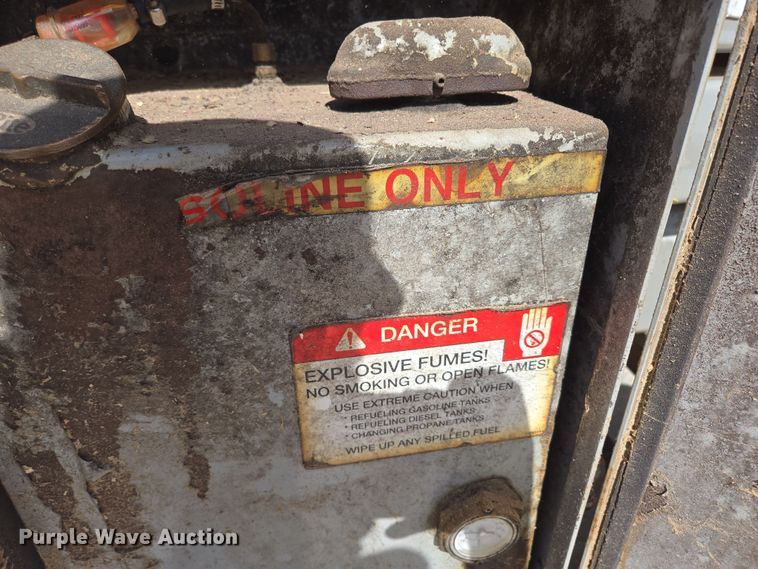 SOLINE ONLY
DANGER
EXPLOSIVE FUMES!
NO SMOKING OR OPEN FLAMES!
USE EXTREME CAUTION WHEN
* REFUELING GASOLINE TANKS
* REFUELING DIESEL TANKS
* CHANGING PROPANE TANKS
WIPE UP ANY SPILLED FUEL
Purple Wave Auction